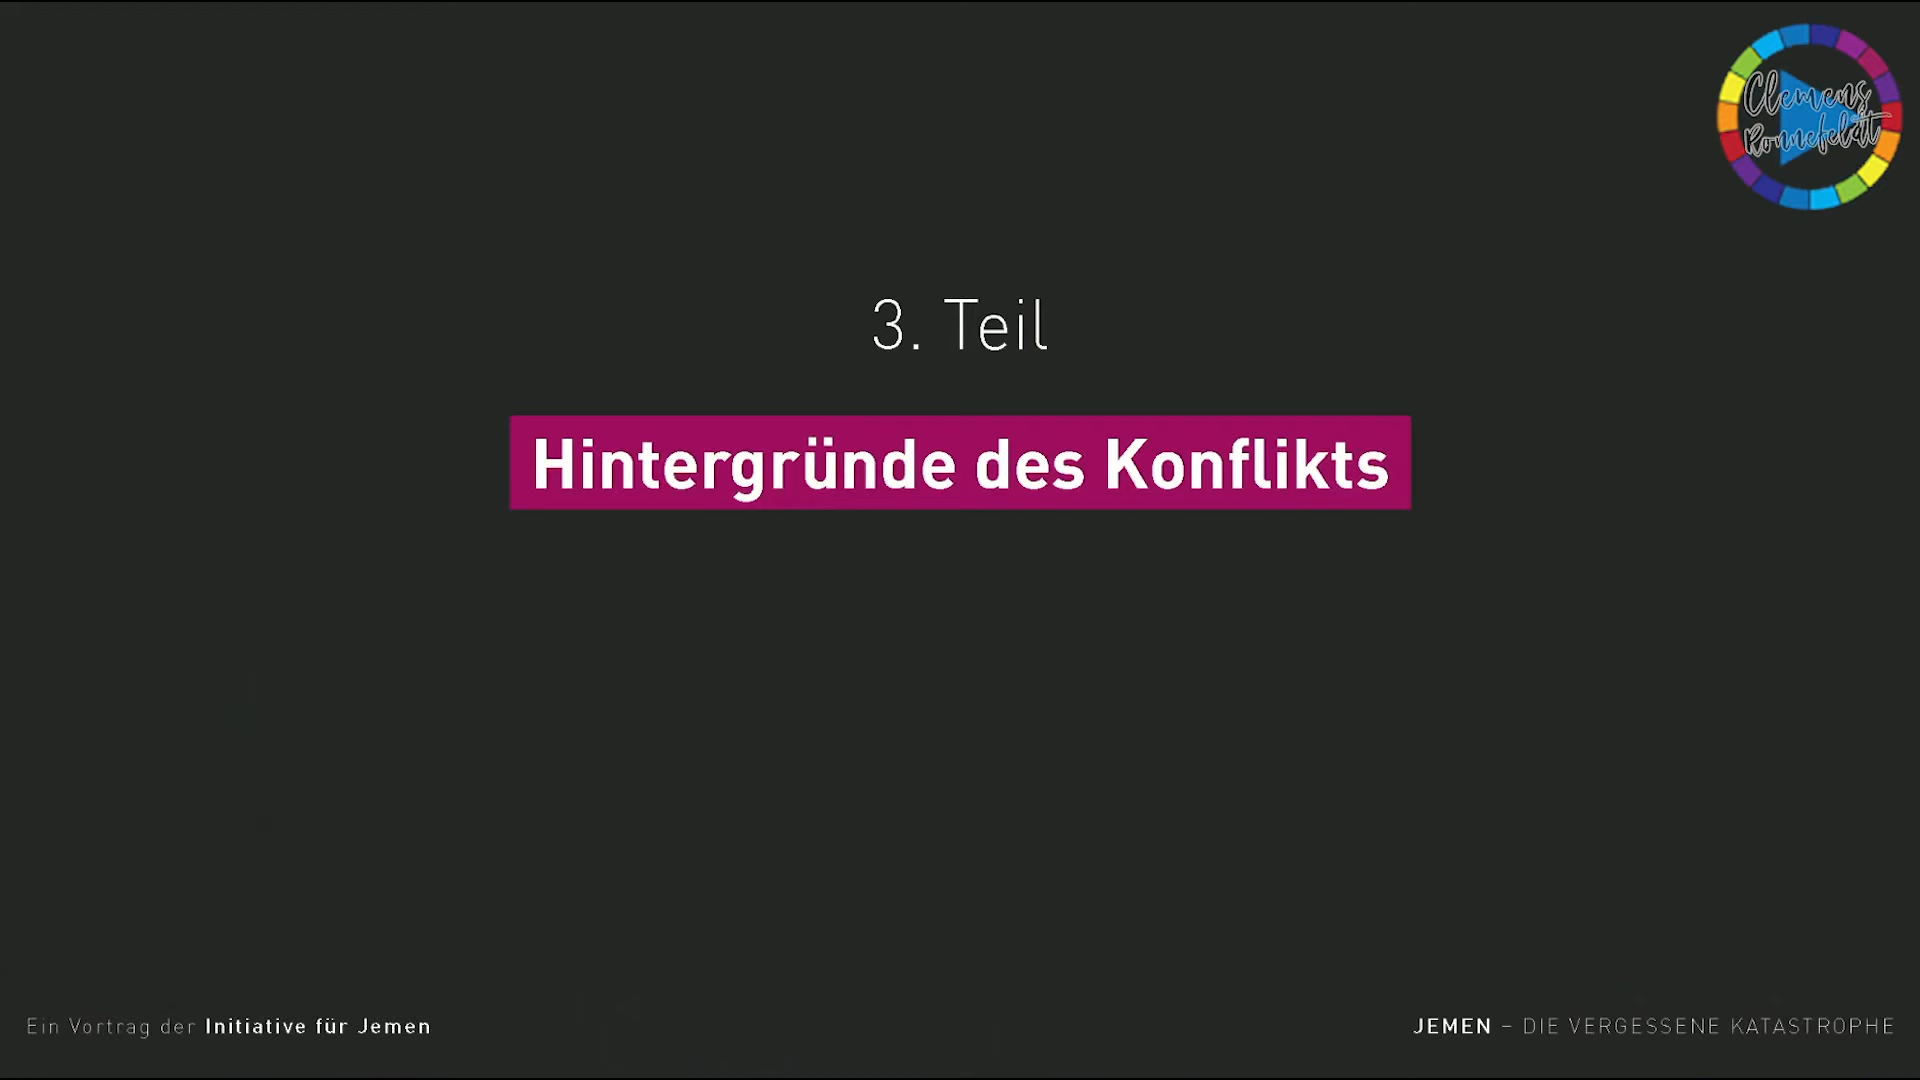 Clemens
Ronnefeldt
3. Teil
Hintergründe des Konflikts
Ein Vortrag der Initiative für Jemen
JEMEN – DIE VERGESSENE KATASTROPHE